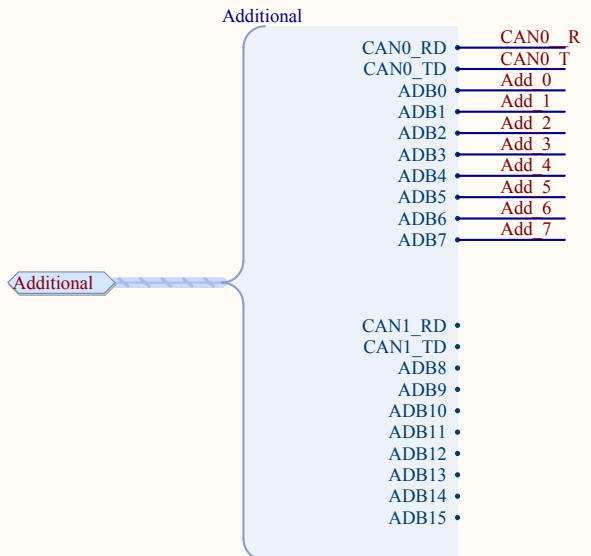 Additional
CAN0_RD CAN0__R
CAN0_TD CAN0_T
ADB0 Add_0
ADB1 Add_1
ADB2 Add_2
ADB3 Add_3
ADB4 Add_4
ADB5 Add_5
ADB6 Add_6
ADB7 Add_7
Additional
CAN1_RD
CAN1_TD
ADB8
ADB9
ADB10
ADB11
ADB12
ADB13
ADB14
ADB15